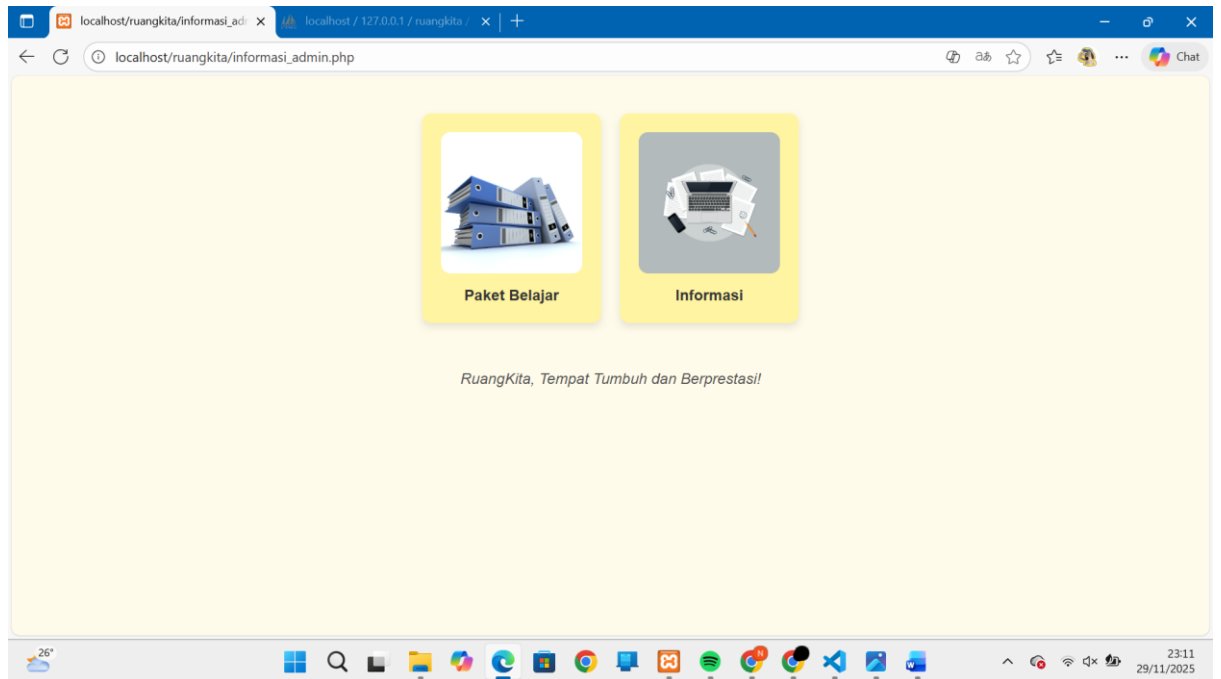 localhost/ruangkita/informasi_adr
localhost / 127.0.0.1 / ruangkita /
localhost/ruangkita/informasi_admin.php
Chat
Paket Belajar
Informasi
RuangKita, Tempat Tumbuh dan Berprestasi!
26°
23:11
29/11/2025